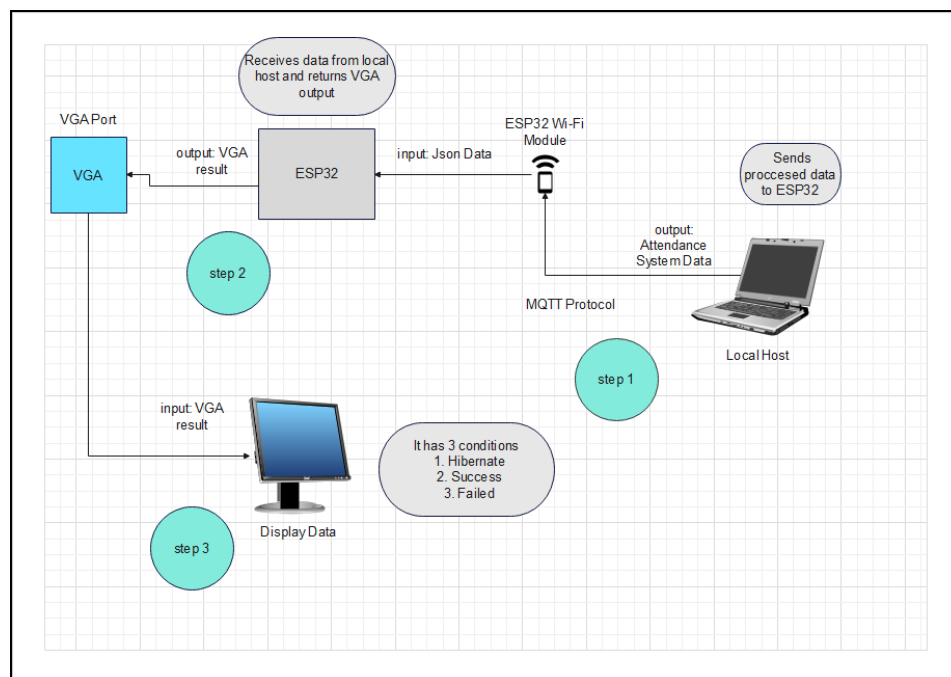 Receives data from local
host and returns VGA
output
VGA Port
VGA
output: VGA
result
ESP32
input: Json Data
ESP32 Wi-Fi
Module
Sends
proccesed data
to ESP32
output:
Attendance
System Data
step 2
MQTT Protocol
Local Host
step 1
input: VGA
result
It has 3 conditions
1. Hibernate
2. Success
3. Failed
Display Data
step 3